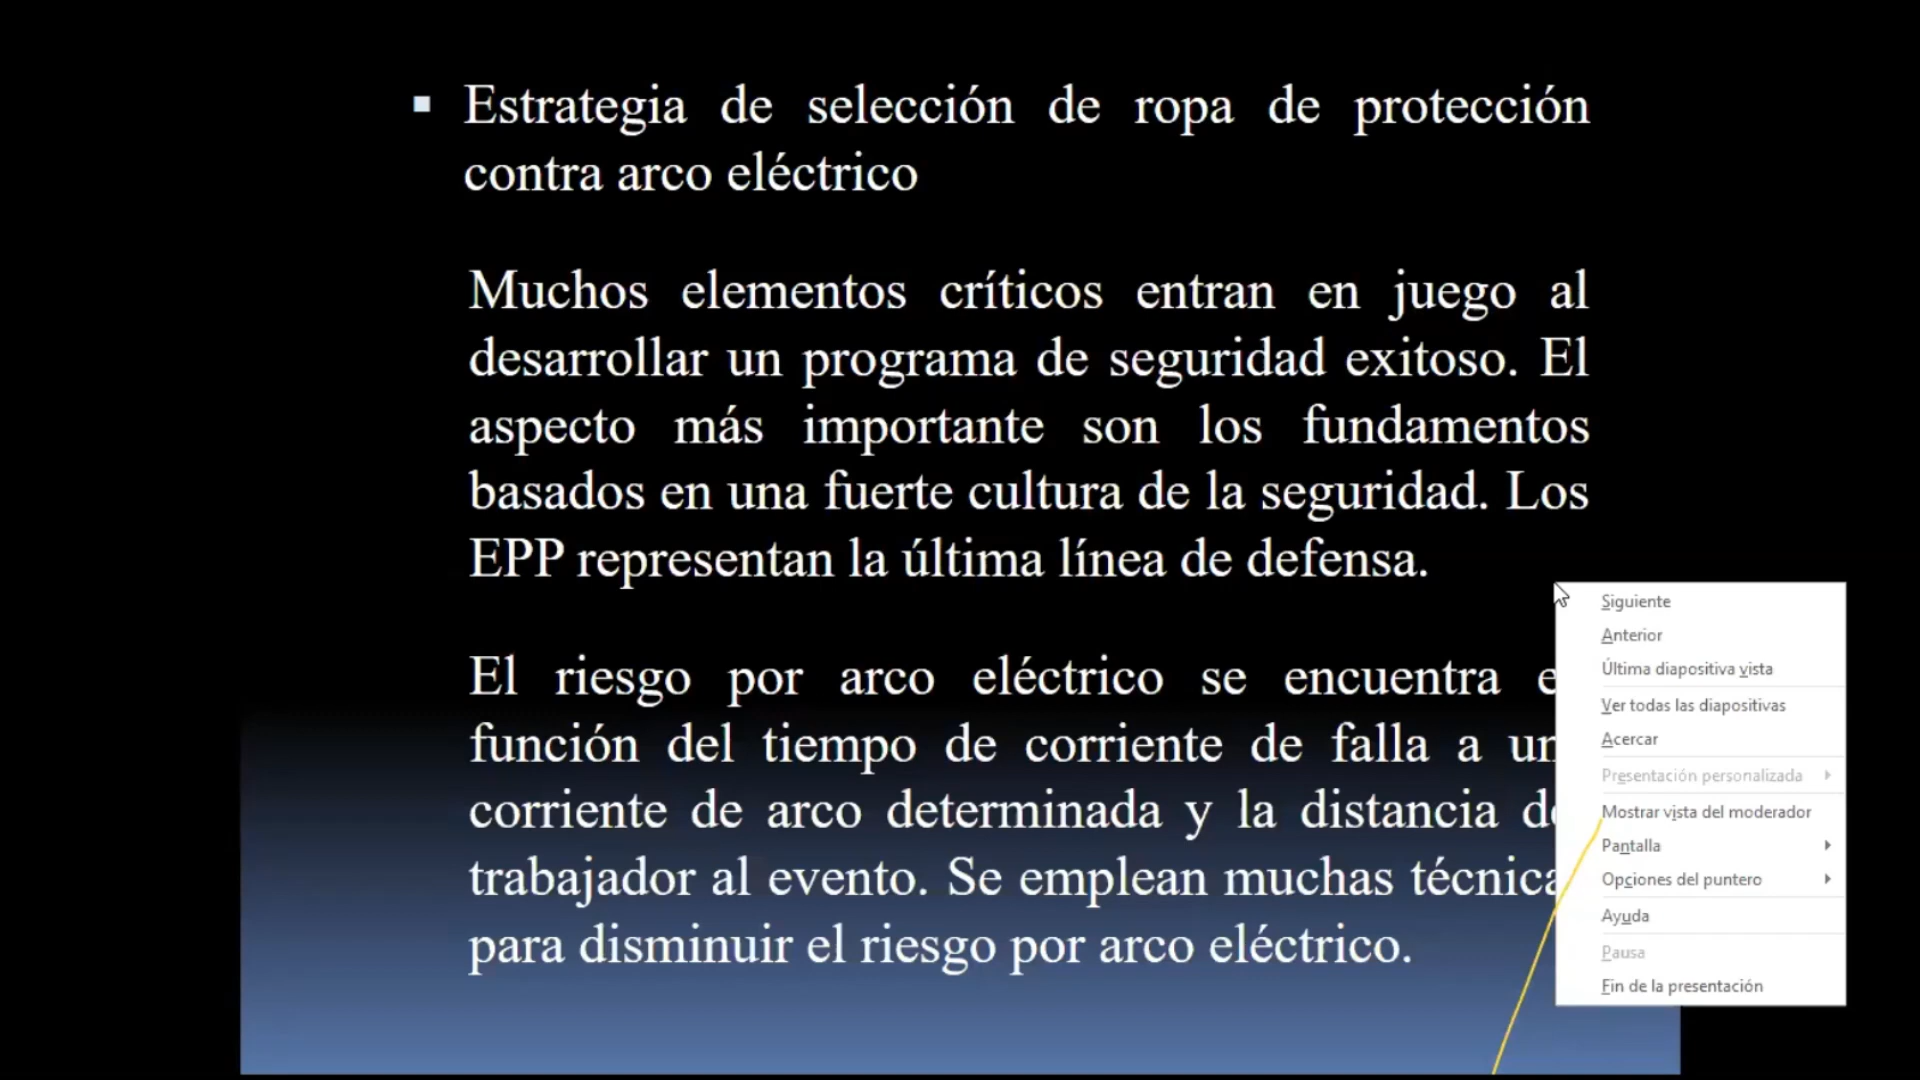 Estrategia de selección de ropa de protección
contra arco eléctrico
Muchos elementos críticos entran en juego al
desarrollar un programa de seguridad exitoso. El
aspecto más importante son los fundamentos
basados en una fuerte cultura de la seguridad. Los
EPP representan la última línea de defensa.
El riesgo por arco eléctrico se encuentra
función del tiempo de corriente de falla a
corriente de arco determinada y la distancia
trabajador al evento. Se emplean muchas
para disminuir el riesgo por arco eléctrico.
Siguiente
Anterior
Última diapositiva vista
Ver todas las diapositivas
Acercar
Presentación personalizada
Mostrar vista del moderador
Pantalla
Opciones del puntero
Ayuda
Pausa
Fin de la presentación